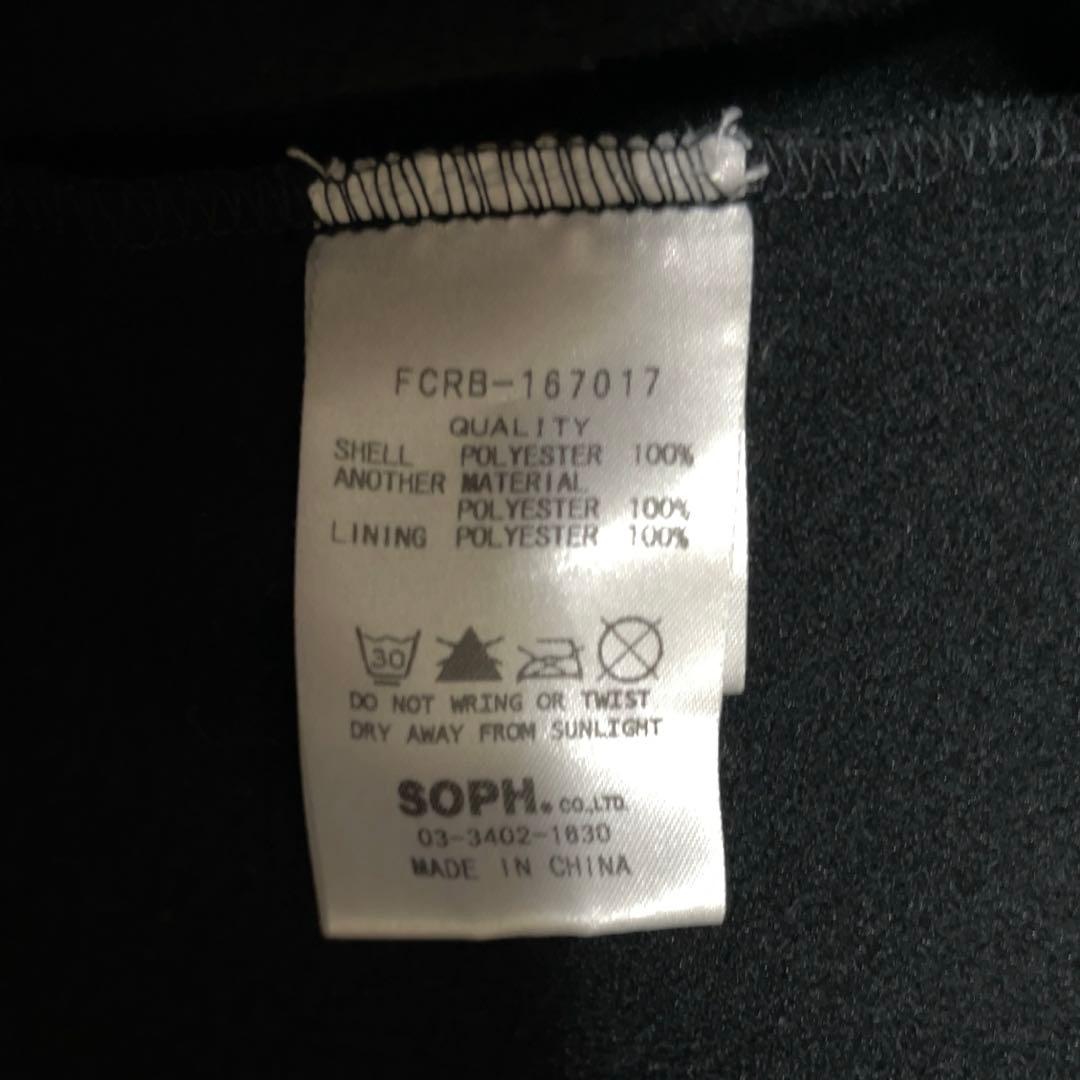 FCRB-167017
QUALITY
SHELL POLYESTER 100%
ANOTHER MATERIAL
POLYESTER 100%
LINING POLYESTER 100%
30
DO NOT WRING OR TWIST
DRY AWAY FROM SUNLIGHT
SOPH. CO.,LTD.
03-3402-1830
MADE IN CHINA